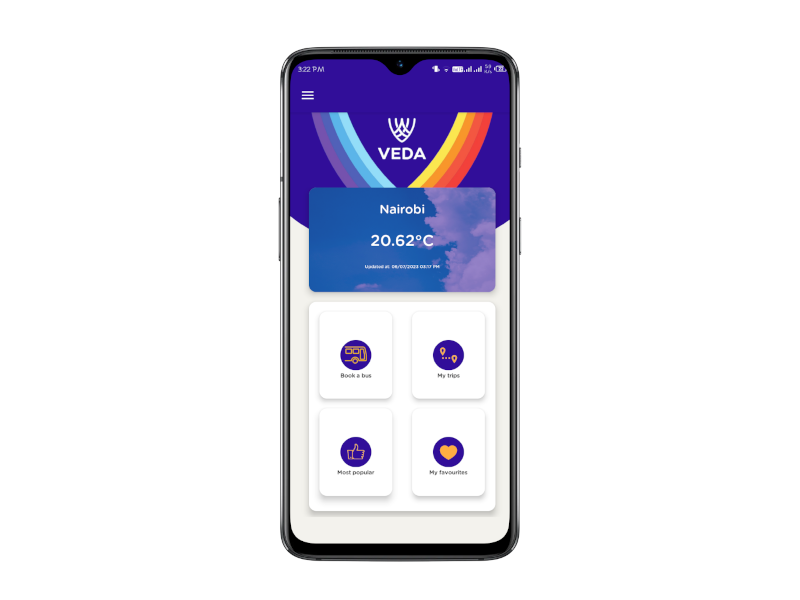 3:22 PM
VEDA
Nairobi
20.62°C
Updated at: 08/07/2023 03:17 PM
Book a bus
My trips
Most popular
My favourites